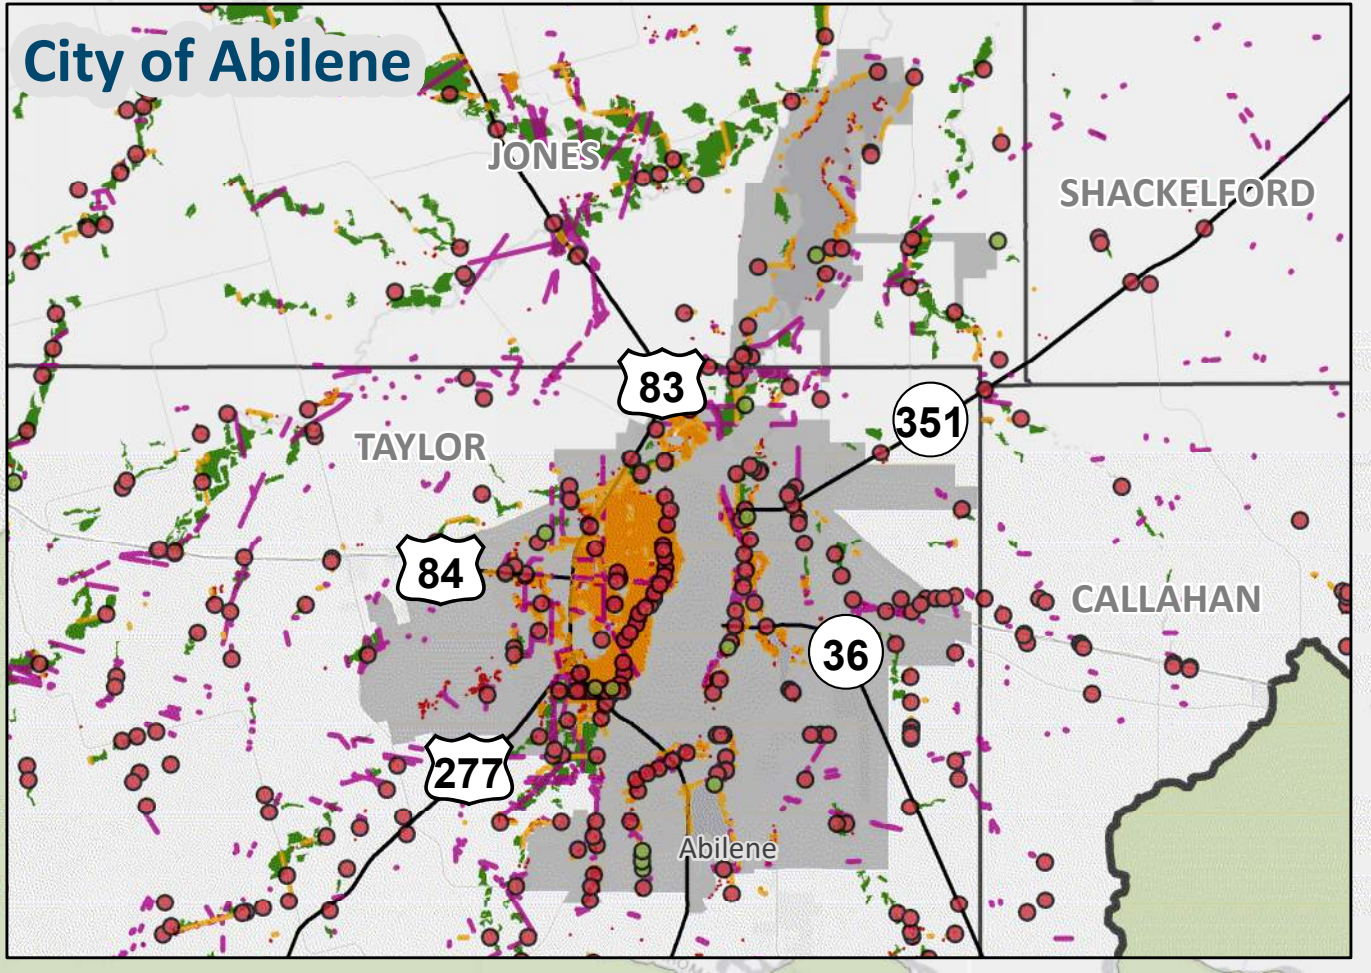 City of Abilene
JONES
SHACKELFORD
83
351
TAYLOR
84
CALLAHAN
36
277
Abilene